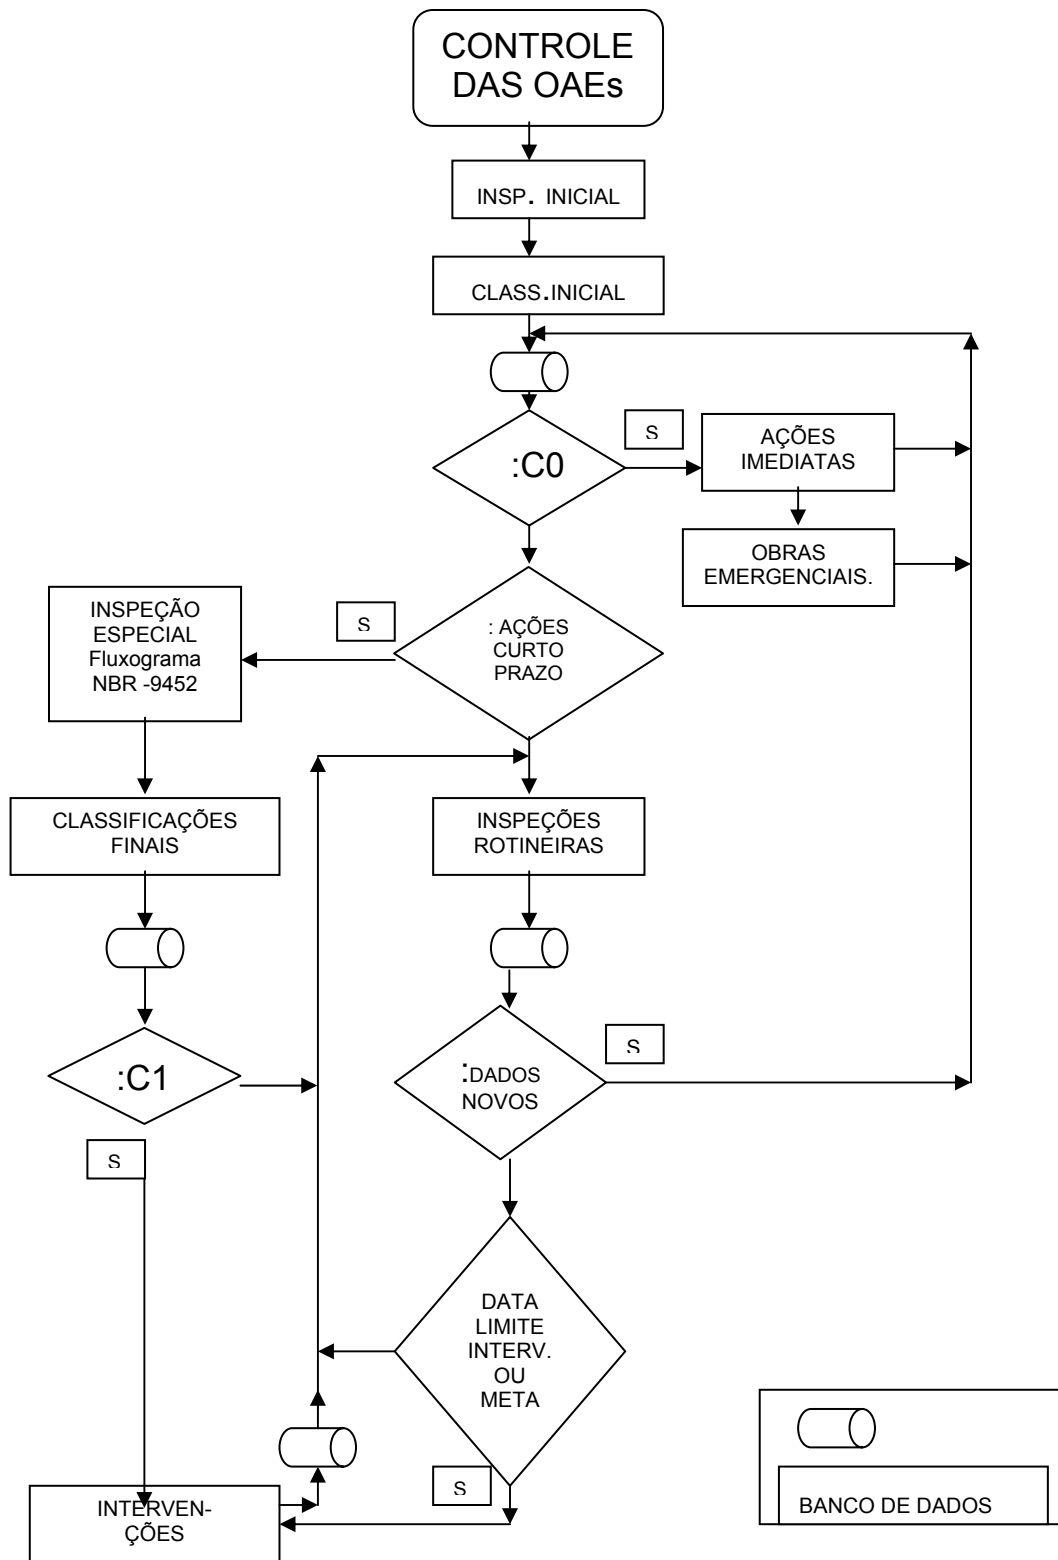 CONTROLE
DAS OAEs
INSP. INICIAL
CLASS.INICIAL
:C0
S
AÇÕES
IMEDIATAS
OBRAS
EMERGENCIAIS.
: AÇÕES
CURTO
PRAZO
S
INSPEÇÃO
ESPECIAL
Fluxograma
NBR -9452
CLASSIFICAÇÕES
FINAIS
INSPEÇÕES
ROTINEIRAS
:C1
S
:DADOS
NOVOS
S
DATA
LIMITE
INTERV.
OU
META
S
INTERVEN-
ÇÕES
BANCO DE DADOS